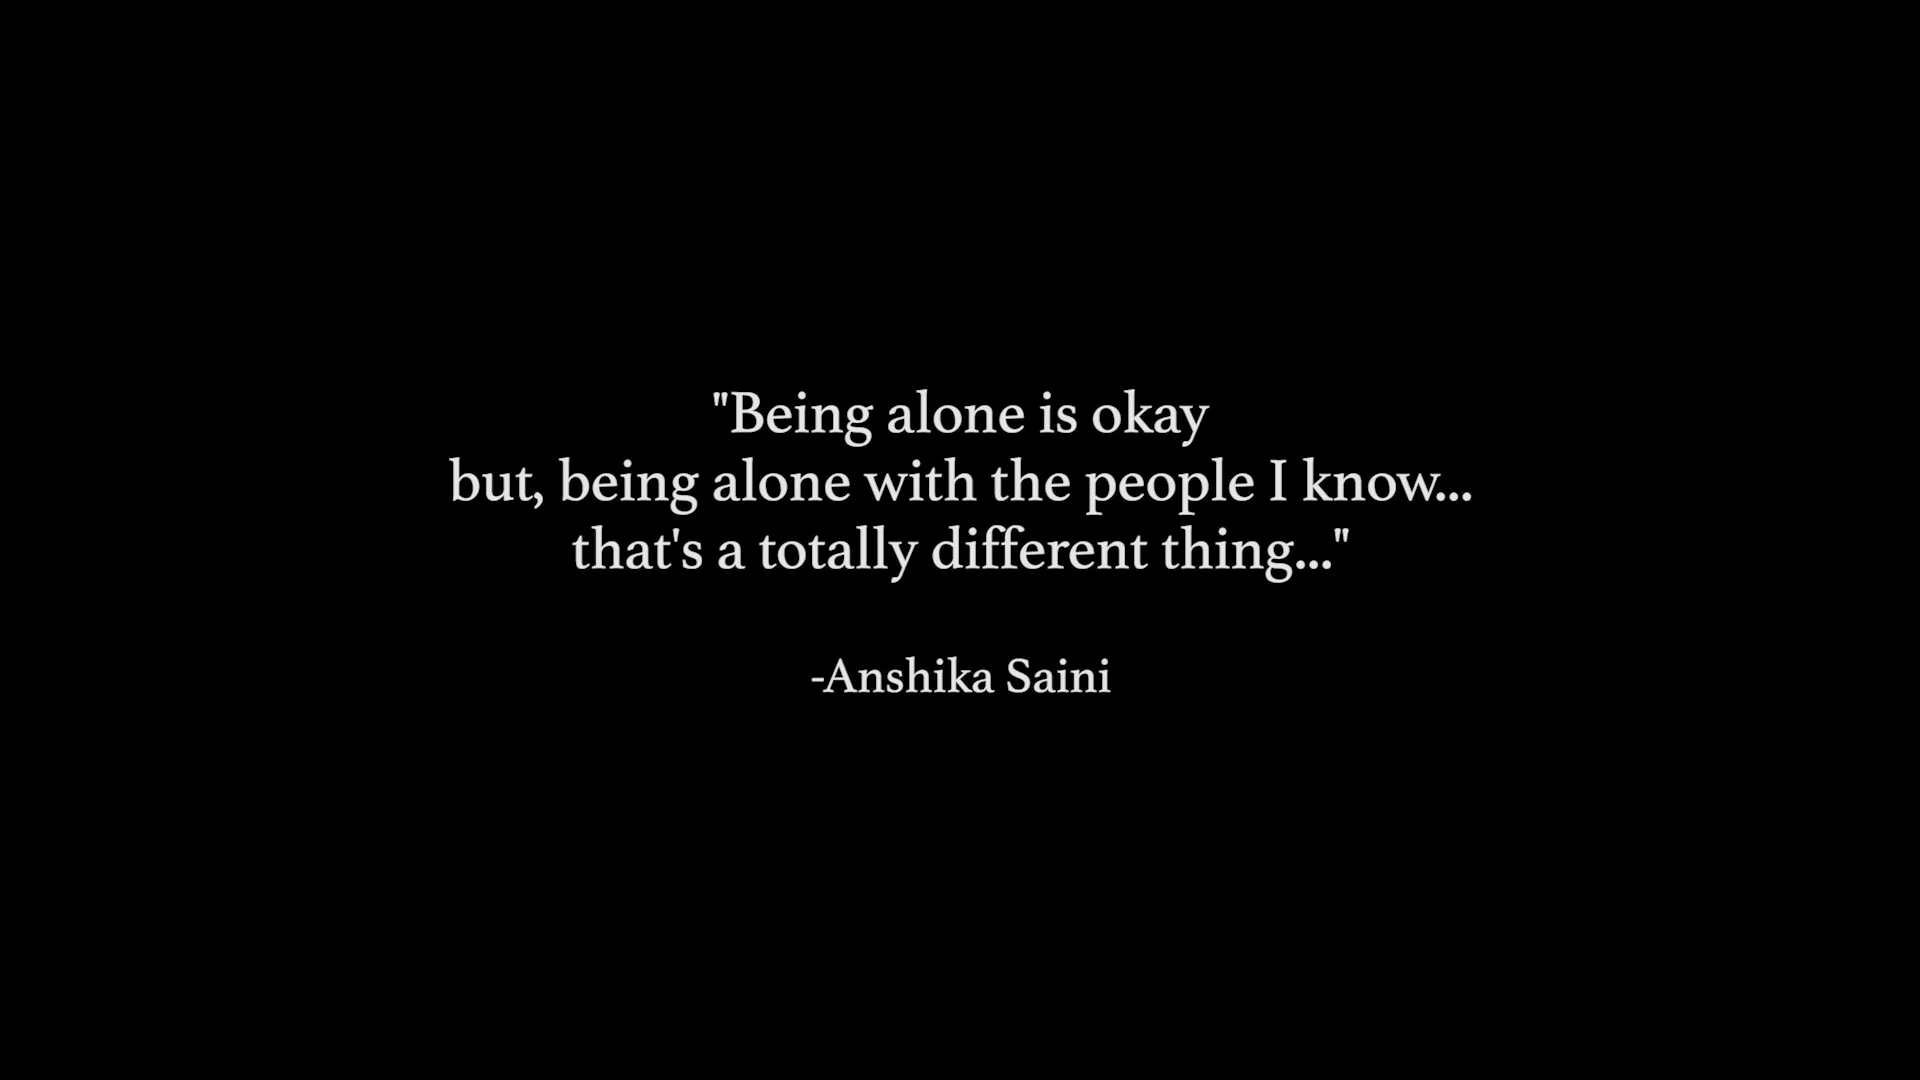 "Being alone is okay
but, being alone with the people I know...
that's a totally different thing..."
-Anshika Saini